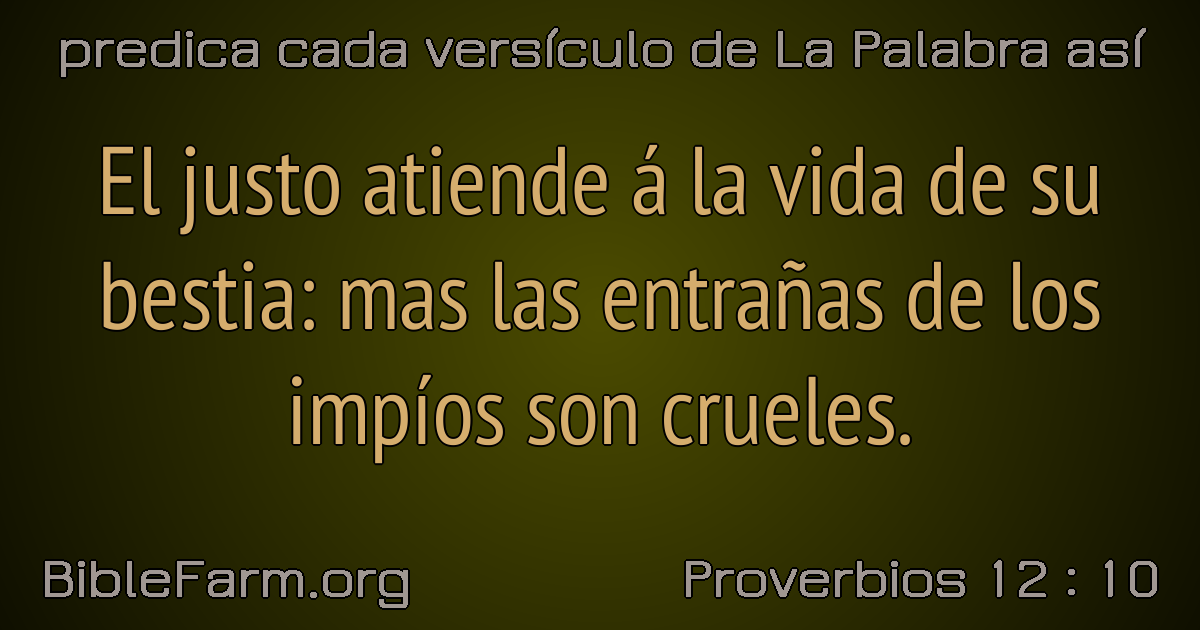 predica cada versículo de La Palabra así
El justo atiende á la vida de su
bestia: mas las entrañas de los
impíos son crueles.
BibleFarm.org
Proverbios 12 : 10